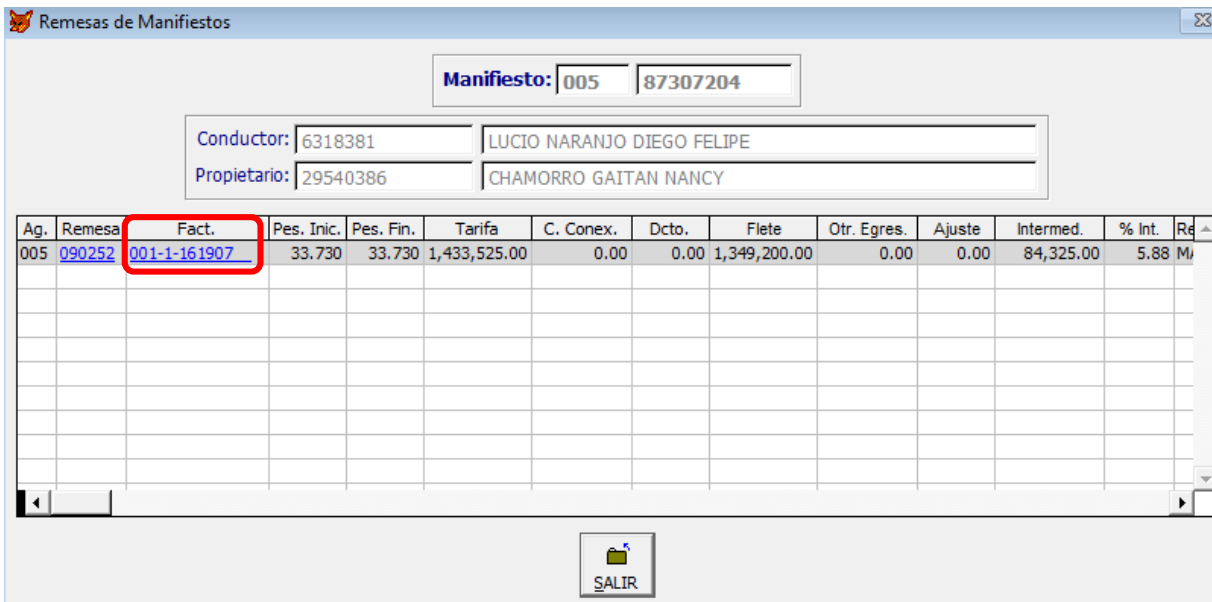 Remesas de Manifiestos
Manifiesto: 005 87307204
Conductor: 6318381 LUCIO NARANJO DIEGO FELIPE
Propietario: 29540386 CHAMORRO GAITAN NANCY
Ag. Remesa Fact. Pes. Inic. Pes. Fin. Tarifa C. Conex. Dcto. Flete Otr. Egres. Ajuste Intermed. % Int. Re
005 090252 001-1-161907 33.730 33.730 1,433,525.00 0.00 0.00 1,349,200.00 0.00 0.00 84,325.00 5.88 MA
SALIR